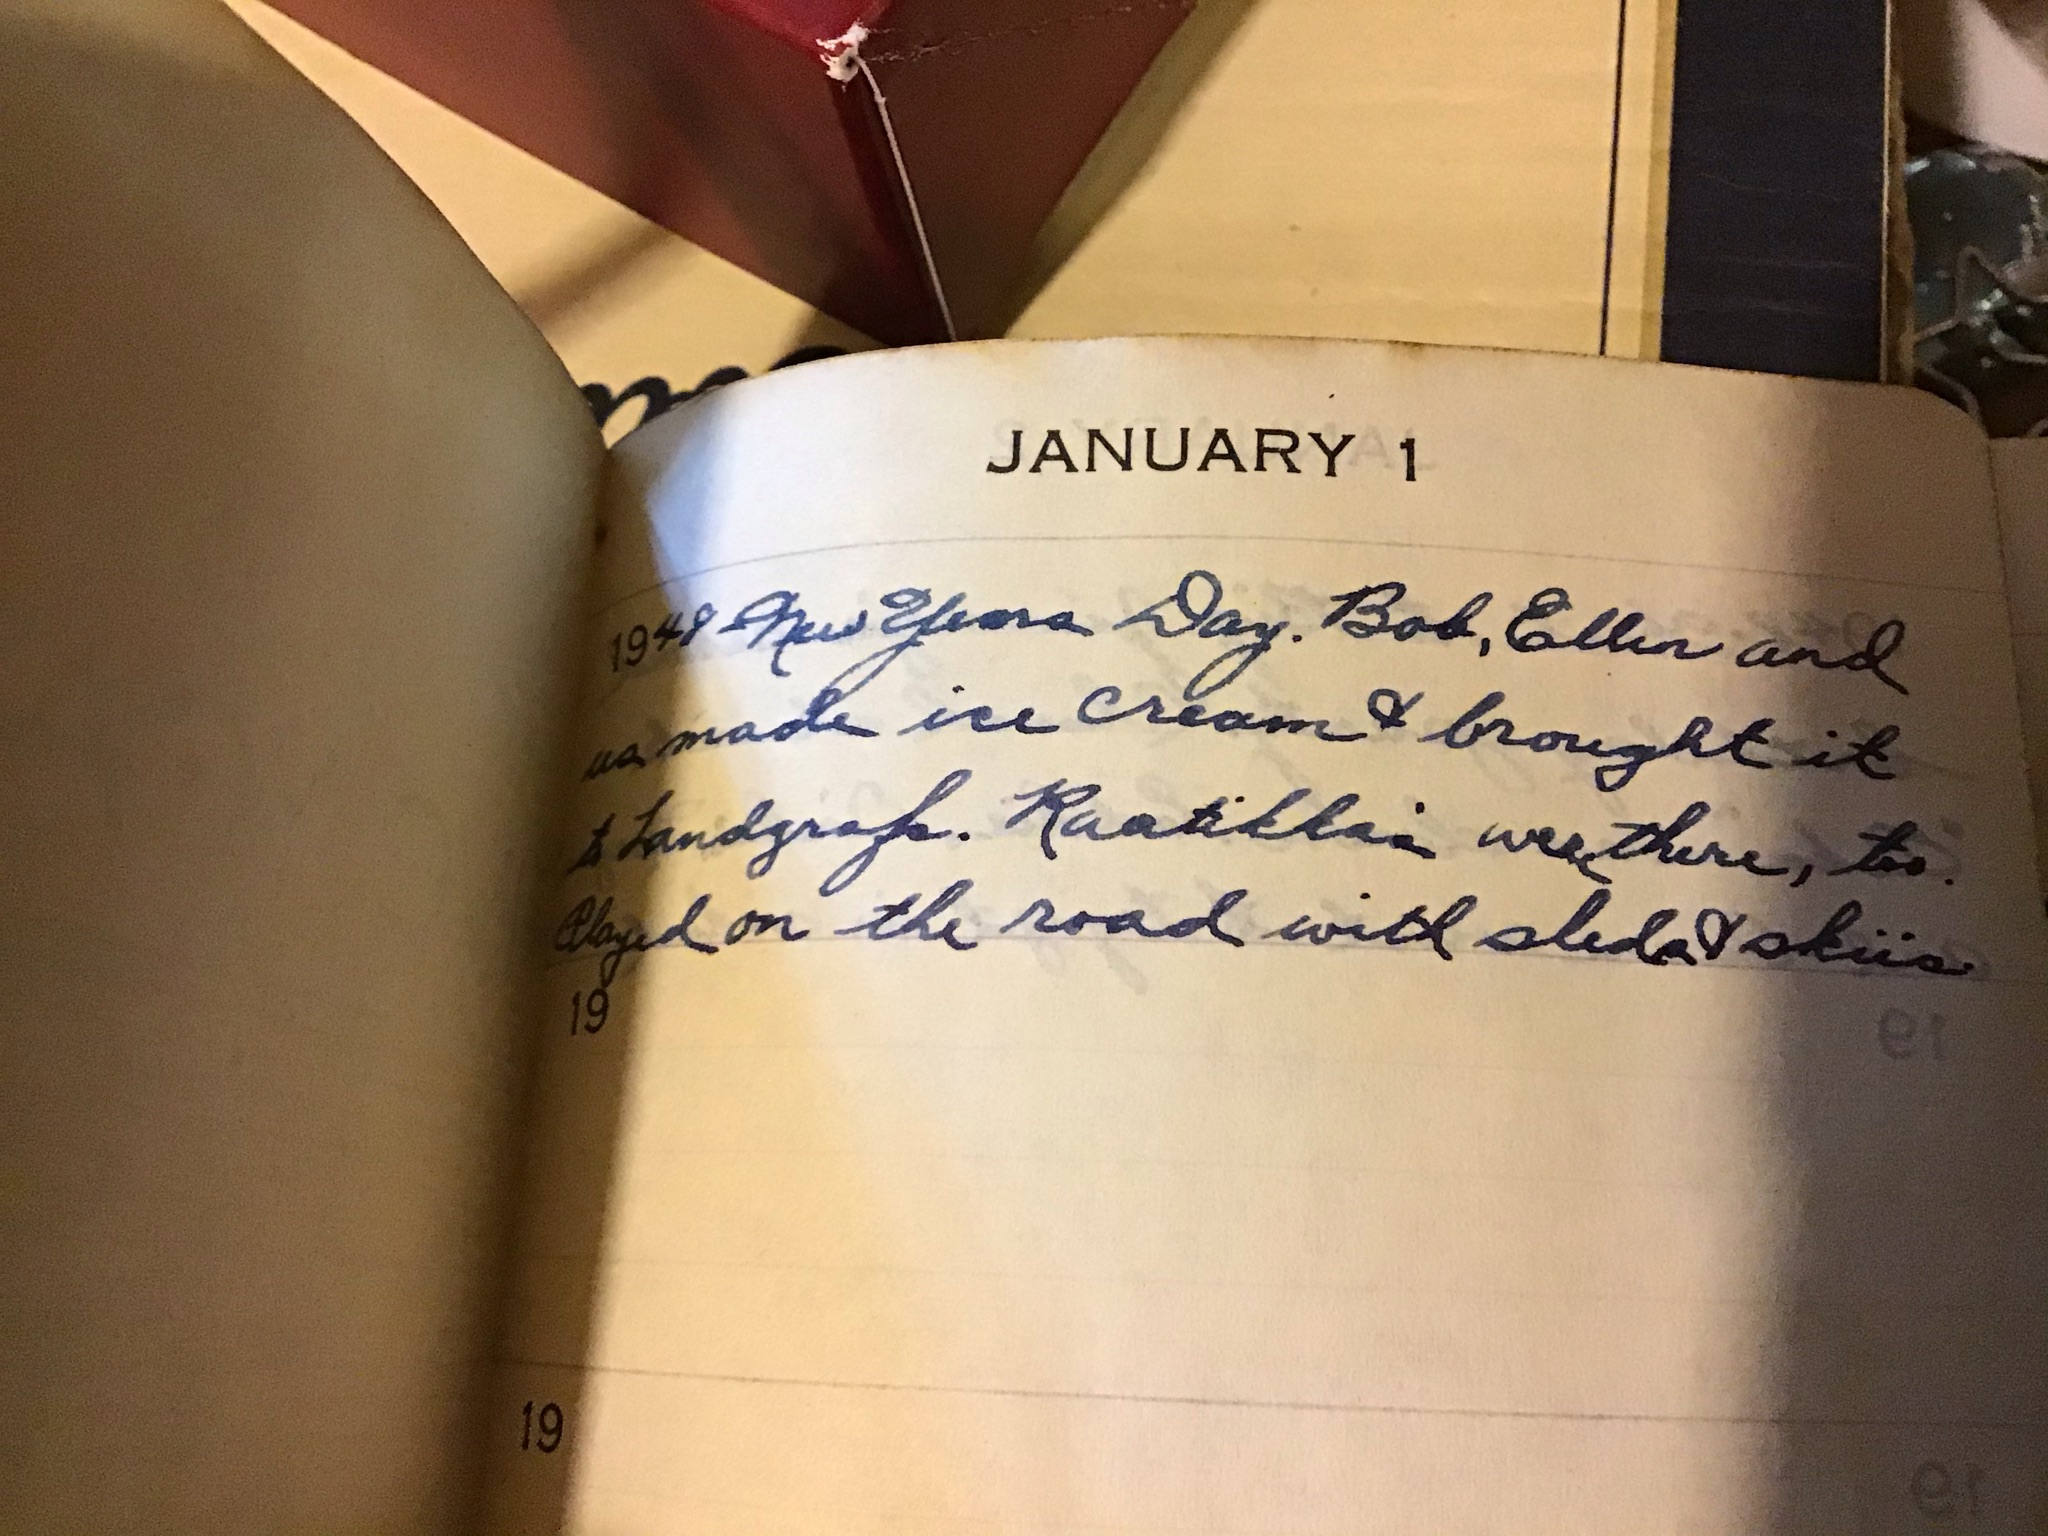 JANUARY 1
1948 New Years Day. Bob, Ellen and
us made ice cream & brought it
to Landgrafs. Raatikkais were there, too.
Played on the road with sleds & skiis
19
19